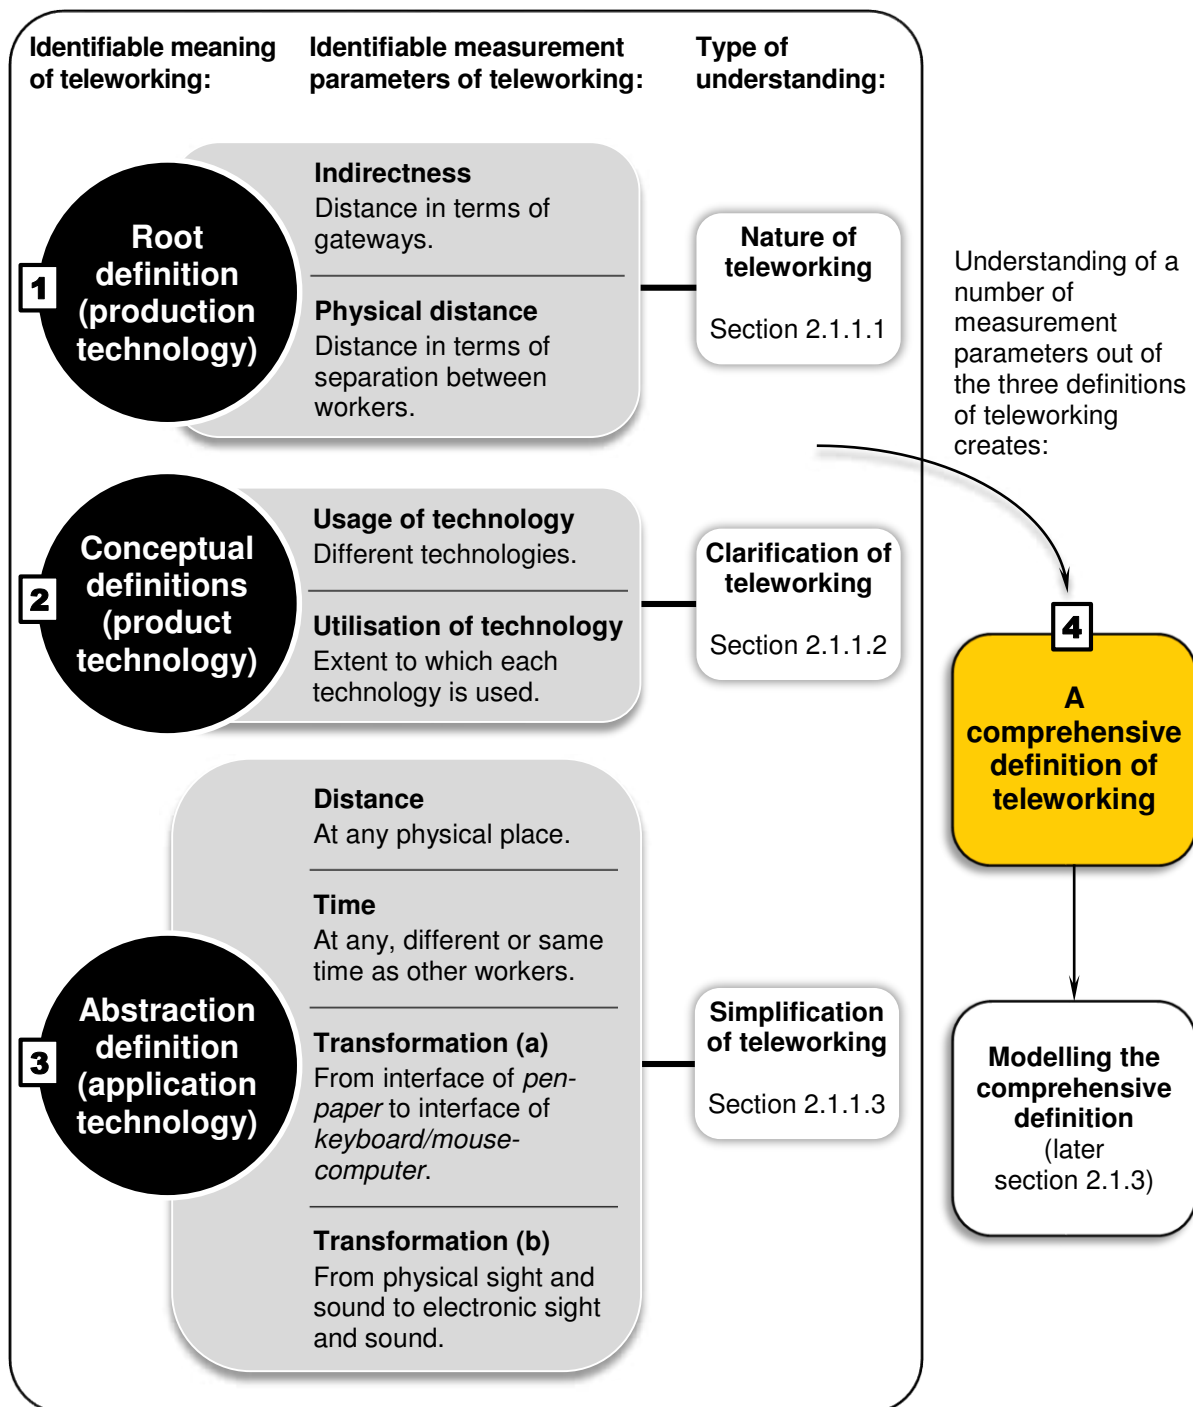 Identifiable meaning
of teleworking:
Identifiable measurement
parameters of teleworking:
Type of
understanding:
1
Root
definition
(production
technology)
Indirectness
Distance in terms of
gateways.
Physical distance
Distance in terms of
separation between
workers.
Nature of
teleworking
Section 2.1.1.1
2
Conceptual
definitions
(product
technology)
Usage of technology
Different technologies.
Utilisation of technology
Extent to which each
technology is used.
Clarification of
teleworking
Section 2.1.1.2
3
Abstraction
definition
(application
technology)
Distance
At any physical place.
Time
At any, different or same
time as other workers.
Transformation (a)
From interface of pen-
paper to interface of
keyboard/mouse-
computer.
Transformation (b)
From physical sight and
sound to electronic sight
and sound.
Simplification
of teleworking
Section 2.1.1.3
Understanding of a
number of
measurement
parameters out of
the three definitions
of teleworking
creates:
4
A
comprehensive
definition of
teleworking
Modelling the
comprehensive
definition
(later
section 2.1.3)